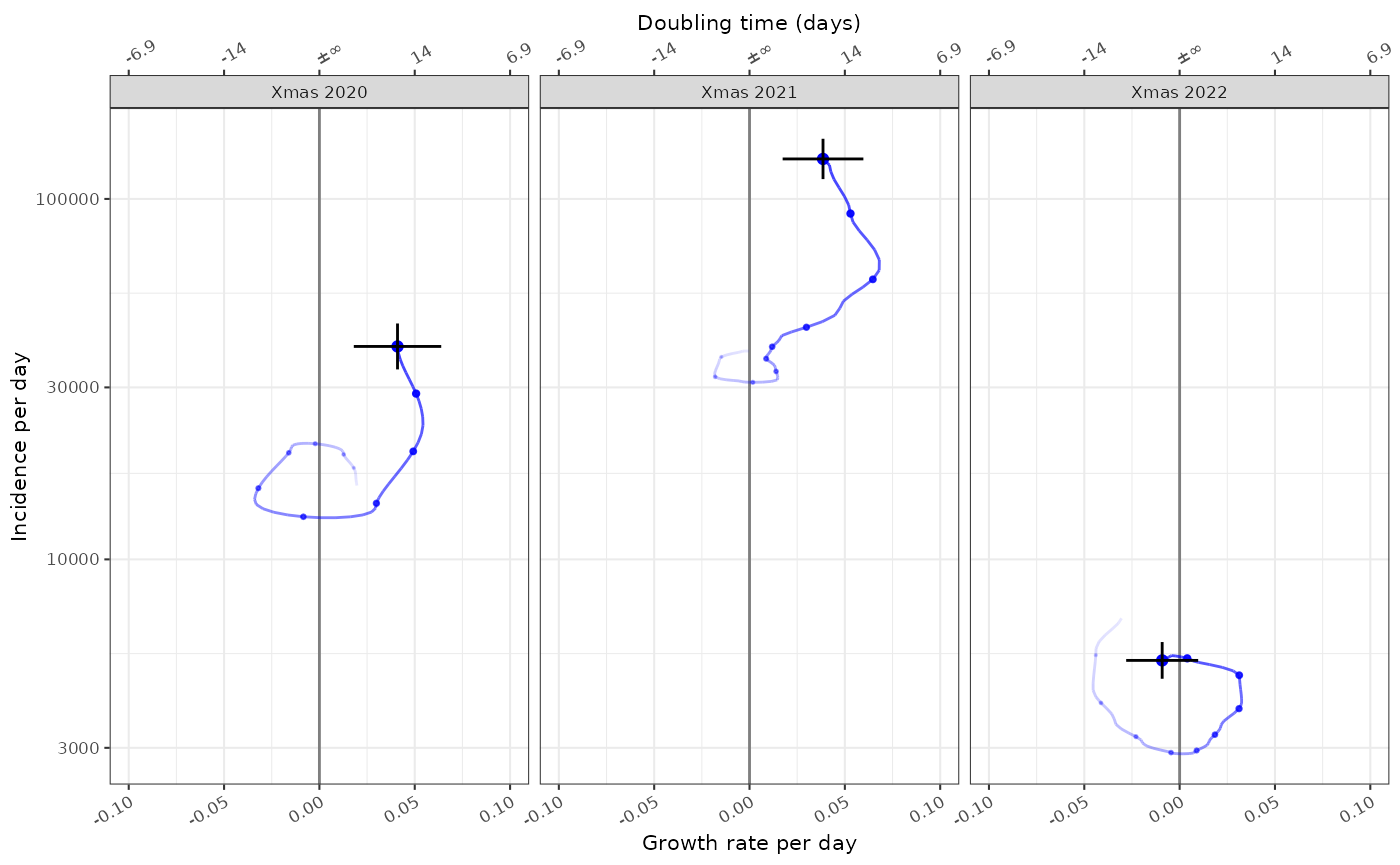 Doubling time (days)
-6.9 -14 ±∞ 14 6.9 -6.9 -14 ±∞ 14 6.9 -6.9 -14 ±∞ 14 6.9
Xmas 2020 Xmas 2021 Xmas 2022
Incidence per day
100000
30000
10000
3000
-0.10 -0.05 0.00 0.05 0.10 -0.10 -0.05 0.00 0.05 0.10 -0.10 -0.05 0.00 0.05 0.10
Growth rate per day